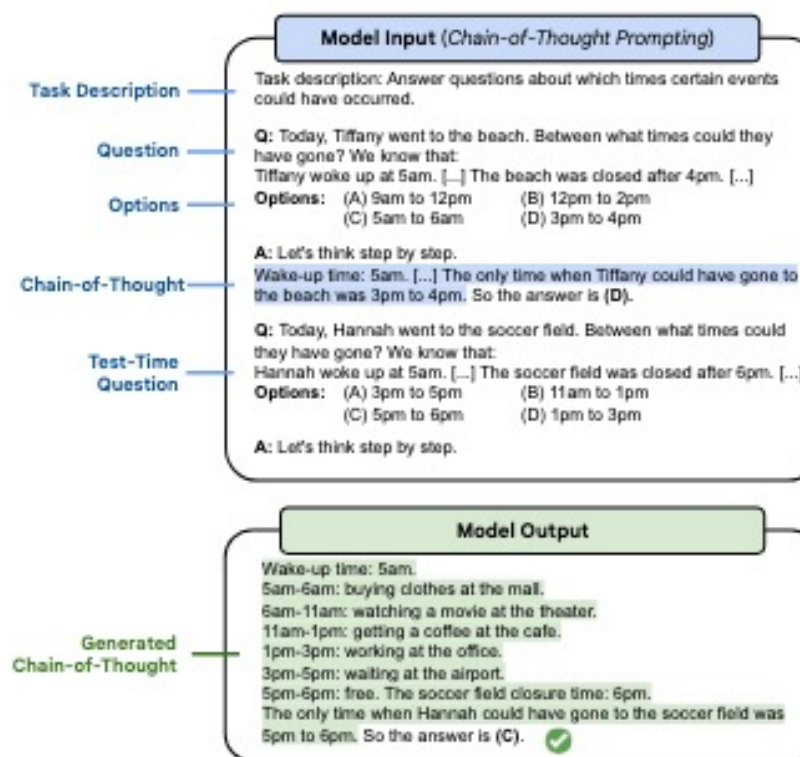 Model Input (Chain-of-Thought Prompting)
Task Description
Task description: Answer questions about which times certain events
could have occurred.
Question
Q: Today, Tiffany went to the beach. Between what times could they
have gone? We know that:
Tiffany woke up at 5am. [...] The beach was closed after 4pm. [...]
Options
Options: (A) 9am to 12pm (B) 12pm to 2pm
(C) 5am to 6am (D) 3pm to 4pm
A: Let's think step by step.
Chain-of-Thought
Wake-up time: 5am. [...] The only time when Tiffany could have gone to
the beach was 3pm to 4pm. So the answer is (D).
Test-Time
Question
Q: Today, Hannah went to the soccer field. Between what times could
they have gone? We know that:
Hannah woke up at 5am. [...] The soccer field was closed after 6pm. [...]
Options: (A) 3pm to 5pm (B) 11am to 1pm
(C) 5pm to 6pm (D) 1pm to 3pm
A: Let's think step by step.
Model Output
Generated
Chain-of-Thought
Wake-up time: 5am.
5am-6am: buying clothes at the mall.
6am-11am: watching a movie at the theater.
11am-1pm: getting a coffee at the cafe.
1pm-3pm: working at the office.
3pm-5pm: waiting at the airport.
5pm-6pm: free. The soccer field closure time: 6pm.
The only time when Hannah could have gone to the soccer field was
5pm to 6pm. So the answer is (C).